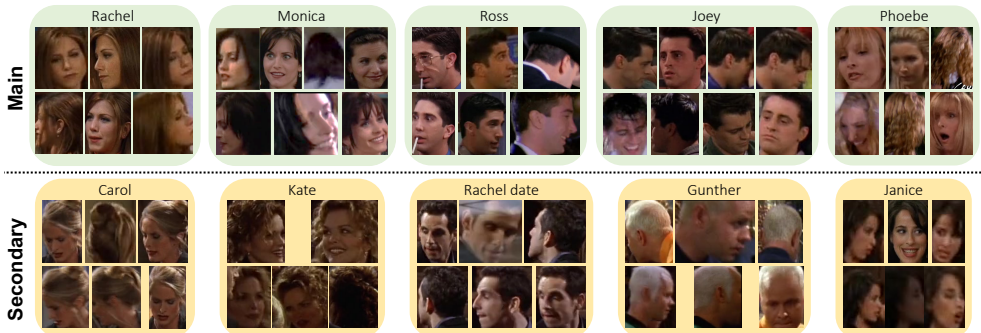 Main
Rachel
Monica
Ross
Joey
Phoebe
Secondary
Carol
Kate
Rachel date
Gunther
Janice